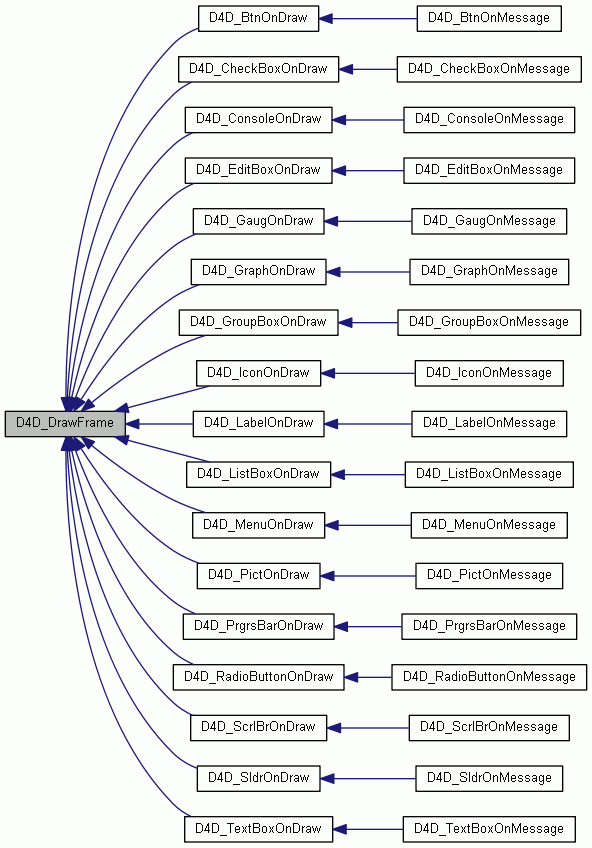 D4D_BtnOnDraw D4D_BtnOnMessage
D4D_CheckBoxOnDraw D4D_CheckBoxOnMessage
D4D_ConsoleOnDraw D4D_ConsoleOnMessage
D4D_EditBoxOnDraw D4D_EditBoxOnMessage
D4D_GaugOnDraw D4D_GaugOnMessage
D4D_GraphOnDraw D4D_GraphOnMessage
D4D_GroupBoxOnDraw D4D_GroupBoxOnMessage
D4D_IconOnDraw D4D_IconOnMessage
D4D_DrawFrame D4D_LabelOnDraw D4D_LabelOnMessage
D4D_ListBoxOnDraw D4D_ListBoxOnMessage
D4D_MenuOnDraw D4D_MenuOnMessage
D4D_PictOnDraw D4D_PictOnMessage
D4D_PrgrsBarOnDraw D4D_PrgrsBarOnMessage
D4D_RadioButtonOnDraw D4D_RadioButtonOnMessage
D4D_ScrlBrOnDraw D4D_ScrlBrOnMessage
D4D_SldrOnDraw D4D_SldrOnMessage
D4D_TextBoxOnDraw D4D_TextBoxOnMessage